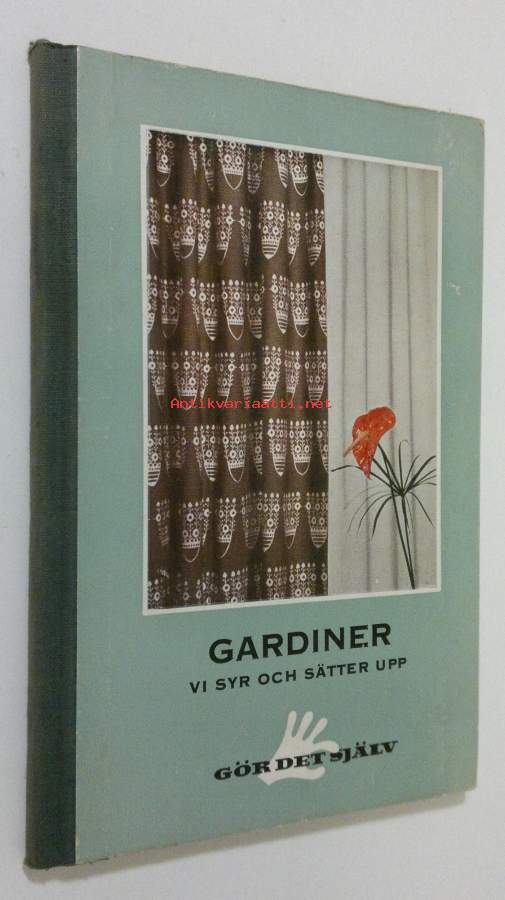 Antikvariaatti.net
GARDINER
VI SYR OCH SÄTTER UPP
GÖR DET SJÄLV